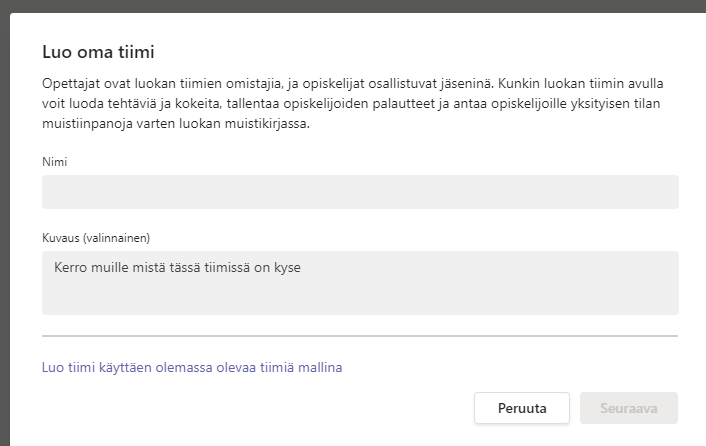 Luo oma tiimi
Opettajat ovat luokan tiimien omistajia, ja opiskelijat osallistuvat jäseninä. Kunkin luokan tiimin avulla
voit luoda tehtäviä ja kokeita, tallentaa opiskelijoiden palautteet ja antaa opiskelijoille yksityisen tilan
muistiinpanoja varten luokan muistikirjassa.
Nimi
Kuvaus (valinnainen)
Kerro muille mistä tässä tiimissä on kyse
Luo tiimi käyttäen olemassa olevaa tiimiä mallina
Peruuta
Seuraava